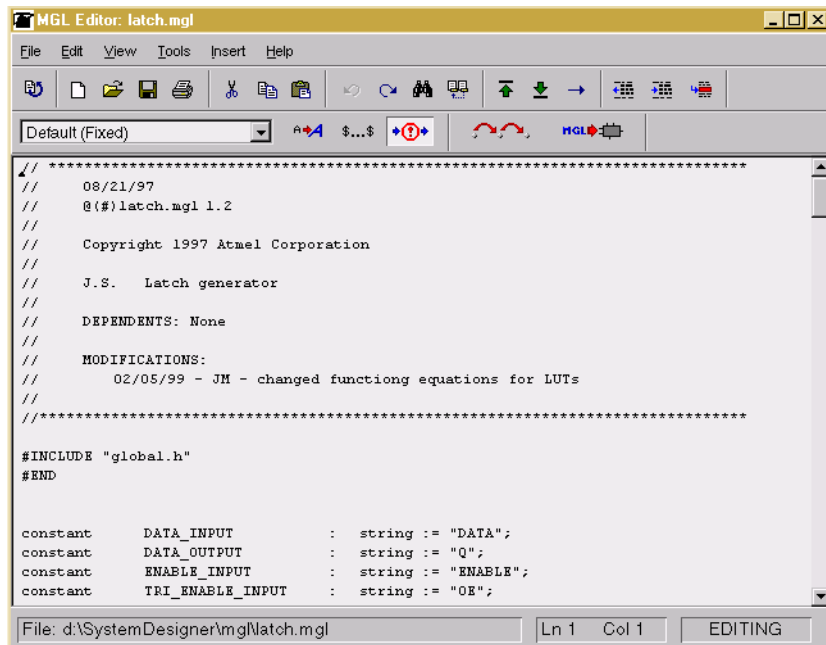 MGL Editor: latch.mgl
File Edit View Tools Insert Help
Default (Fixed) A A $...$ MGL
// ******************************************************************************
// 08/21/97
// @(#)latch.mgl 1.2
//
// Copyright 1997 Atmel Corporation
//
// J.S. Latch generator
//
// DEPENDENTS: None
//
// MODIFICATIONS:
// 02/05/99 - JM - changed functiong equations for LUTs
//
//*******************************************************************************
#INCLUDE "global.h"
#END
constant DATA_INPUT : string := "DATA";
constant DATA_OUTPUT : string := "Q";
constant ENABLE_INPUT : string := "ENABLE";
constant TRI_ENABLE_INPUT : string := "OE";
File: d:\SystemDesigner\mgl\latch.mgl Ln 1 Col 1 EDITING